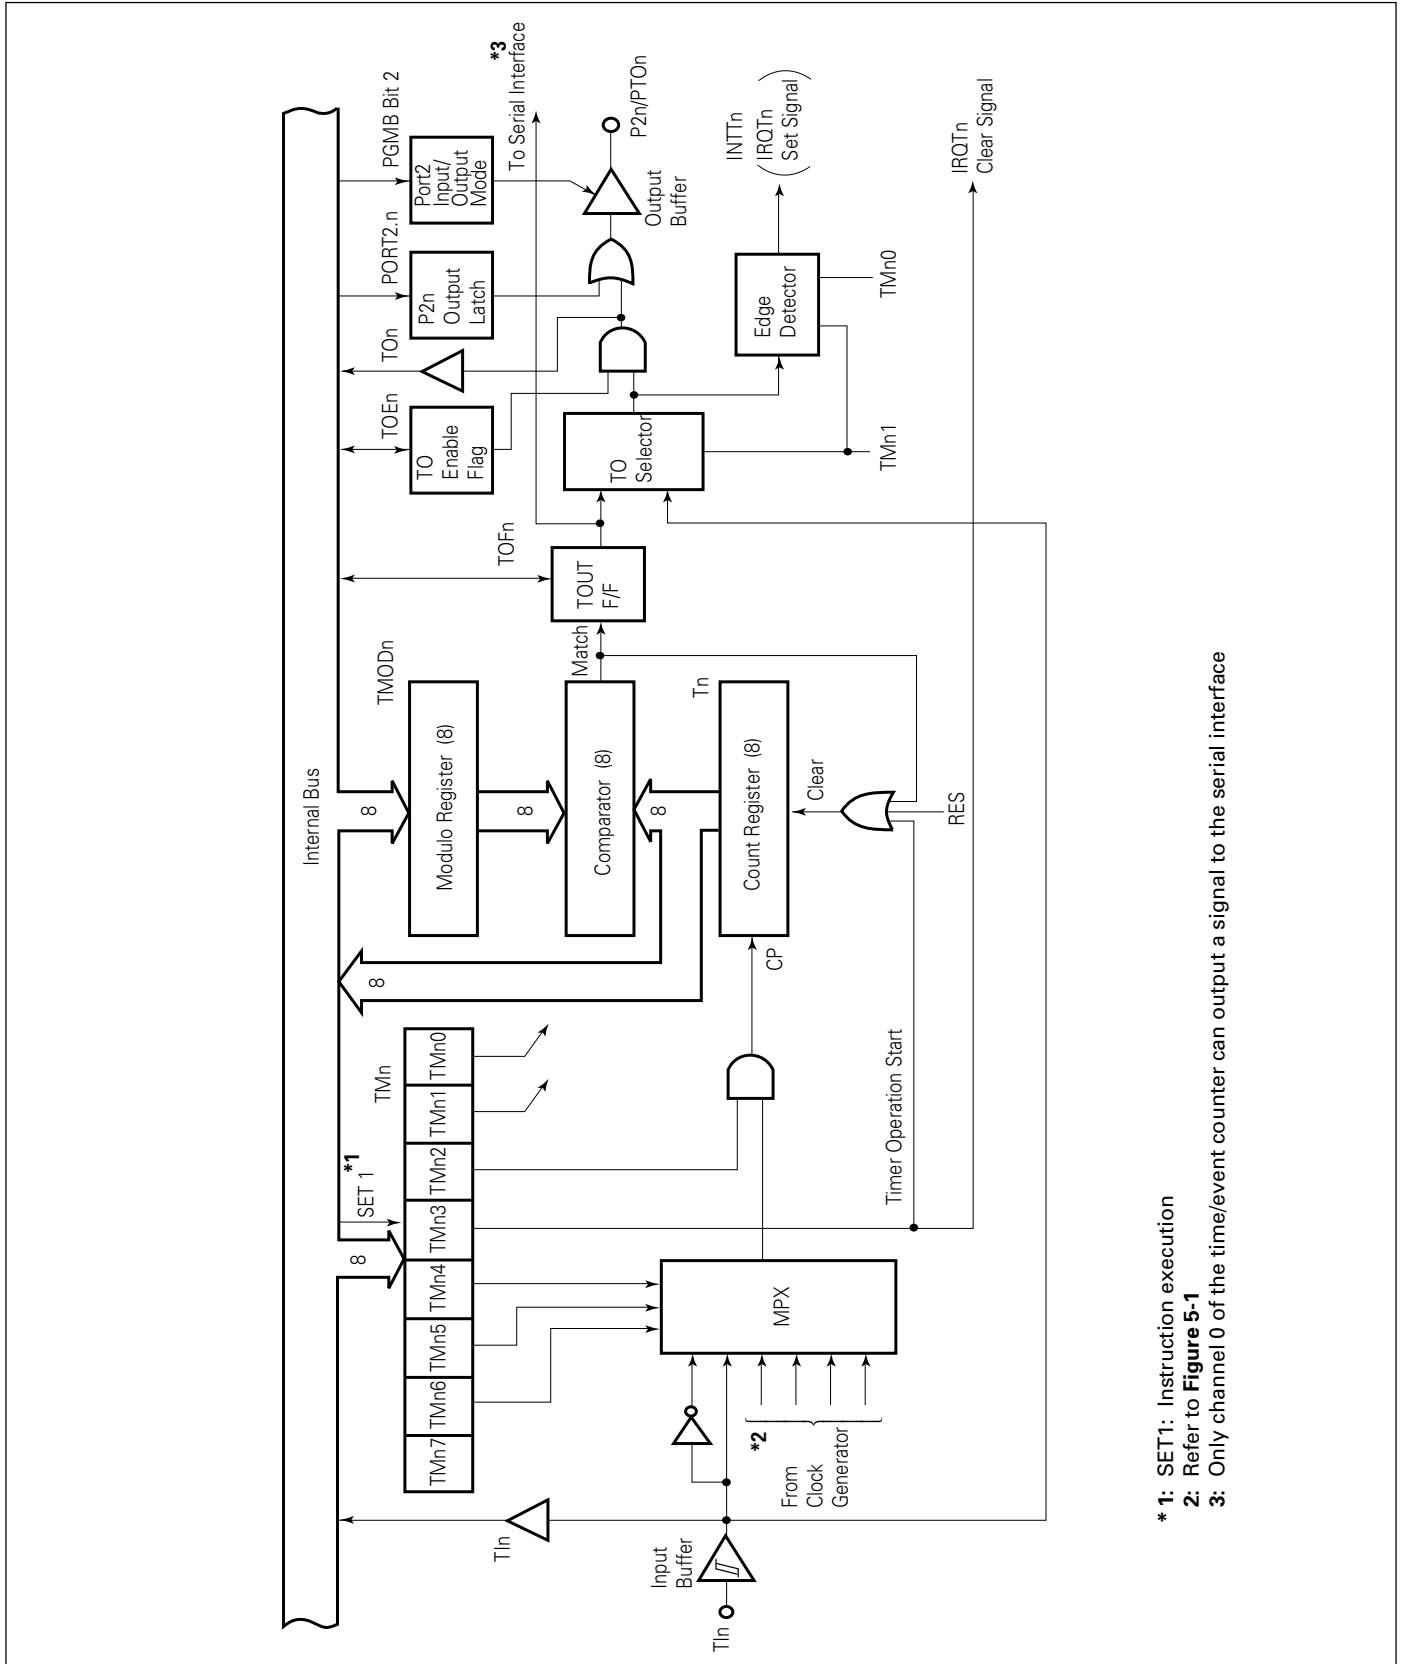 Internal Bus
*1
SET 1
8
8
8
8
8
TMn
TMn7
TMn6
TMn5
TMn4
TMn3
TMn2
TMn1
TMn0
TMODn
Modulo Register (8)
Comparator (8)
Match
Tn
Count Register (8)
CP
Clear
RES
TOFn
TOUT
F/F
TOEn
TO
Enable
Flag
TOn
PORT2.n
P2n
Output
Latch
PGMB Bit 2
Port2
Input/
Output
Mode
*3
To Serial Interface
P2n/PTOn
Output
Buffer
TO
Selector
TMn1
Edge
Detector
TMn0
INTTn
(IRQTn
Set Signal)
IRQTn
Clear Signal
TIn
Input
Buffer
TIn
MPX
*2
From
Clock
Generator
Timer Operation Start
* 1: SET1: Instruction execution
2: Refer to Figure 5-1
3: Only channel 0 of the time/event counter can output a signal to the serial interface